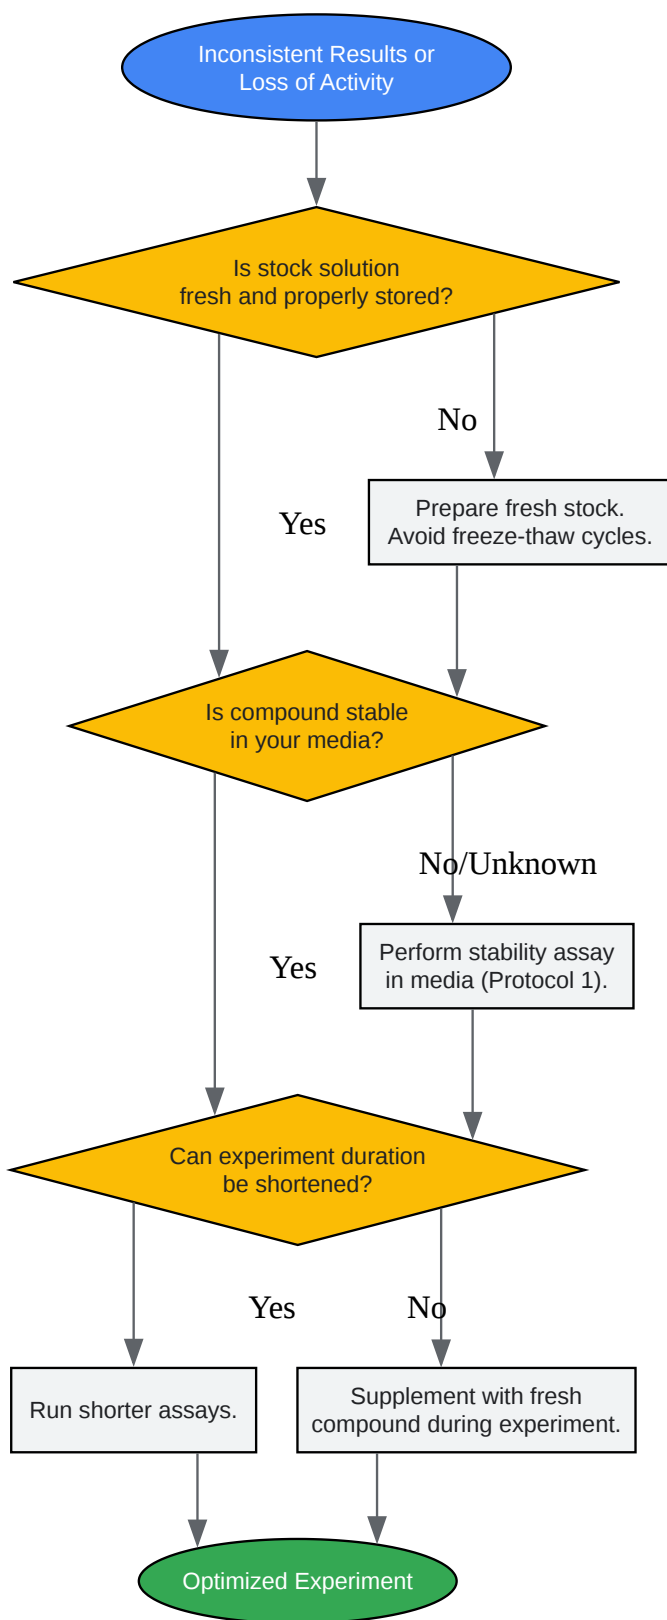 Inconsistent Results or
Loss of Activity
Is stock solution
fresh and properly stored?
No
Yes
Prepare fresh stock.
Avoid freeze-thaw cycles.
Is compound stable
in your media?
No/Unknown
Yes
Perform stability assay
in media (Protocol 1).
Can experiment duration
be shortened?
Yes
No
Run shorter assays.
Supplement with fresh
compound during experiment.
Optimized Experiment